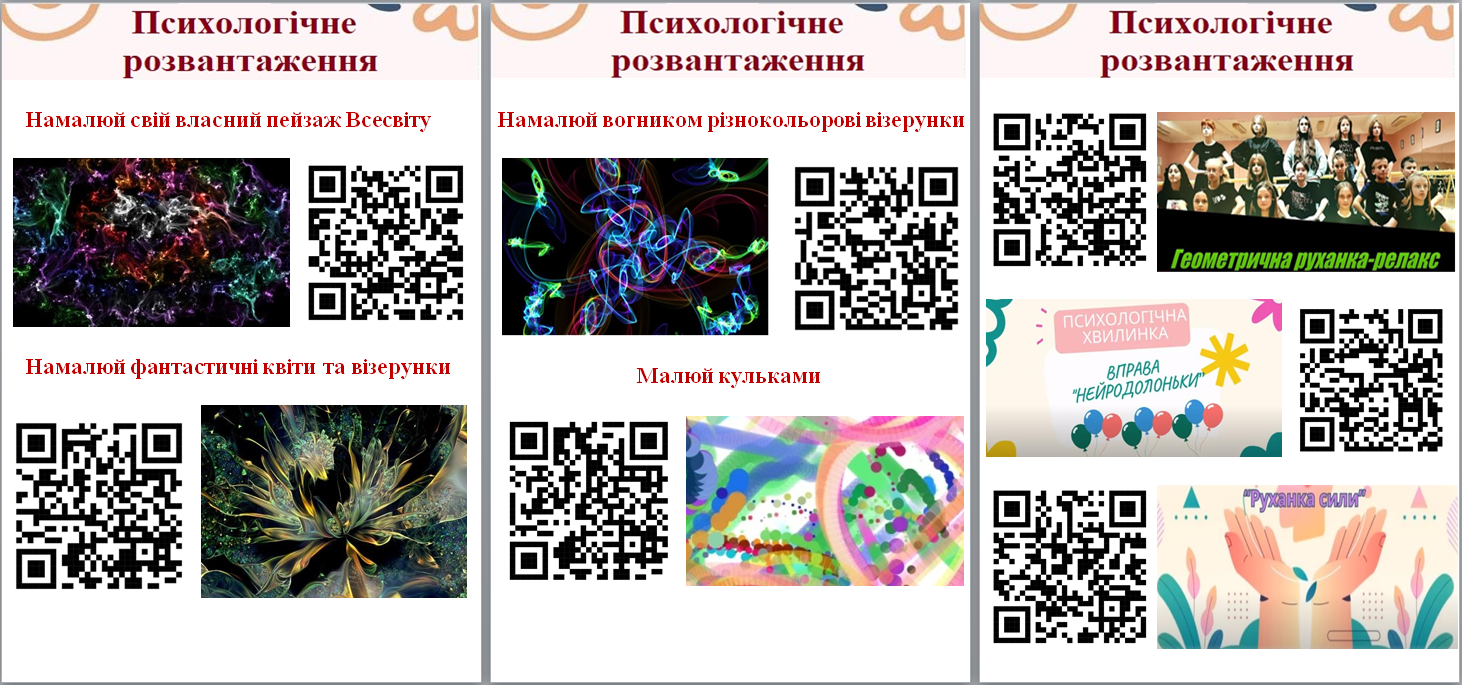 Психологічне
розвантаження
Намалюй свій власний пейзаж Всесвіту
Намалюй фантастичні квіти та візерунки
Психологічне
розвантаження
Намалюй вогником різнокольорові візерунки
Малюй кульками
Психологічне
розвантаження
Геометрична руханка-релакс
ПСИХОЛОГІЧНА
ХВИЛИНКА
ВПРАВА
"НЕЙРОДОЛОНЬКИ"
"Руханка сили"